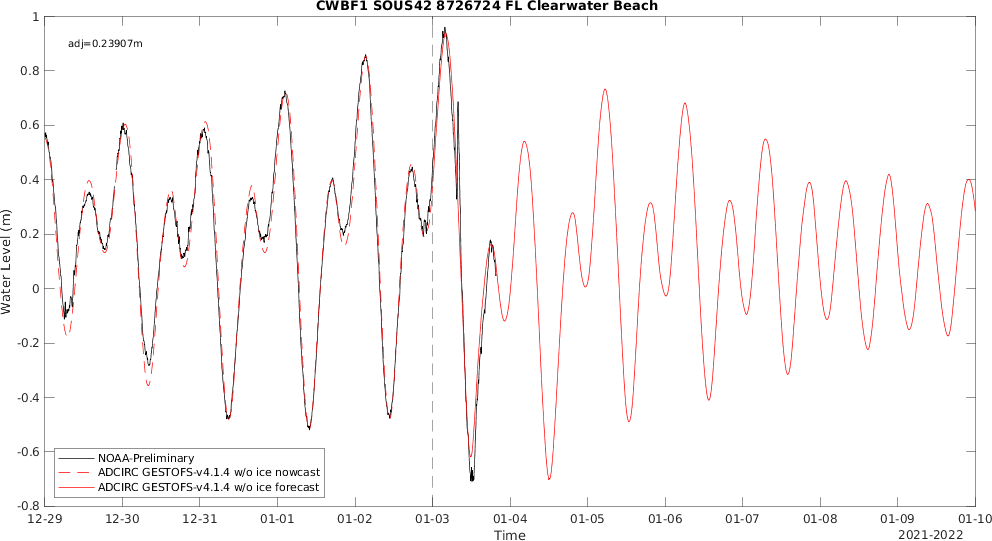 CWBF1 SOUS42 8726724 FL Clearwater Beach
adj=0.23907m
Water Level (m)
1
0.8
0.6
0.4
0.2
0
-0.2
-0.4
-0.6
-0.8
NOAA-Preliminary
ADCIRC GESTOFS-v4.1.4 w/o ice nowcast
ADCIRC GESTOFS-v4.1.4 w/o ice forecast
12-29 12-30 12-31 01-01 01-02 01-03 01-04 01-05 01-06 01-07 01-08 01-09 01-10
Time
2021-2022